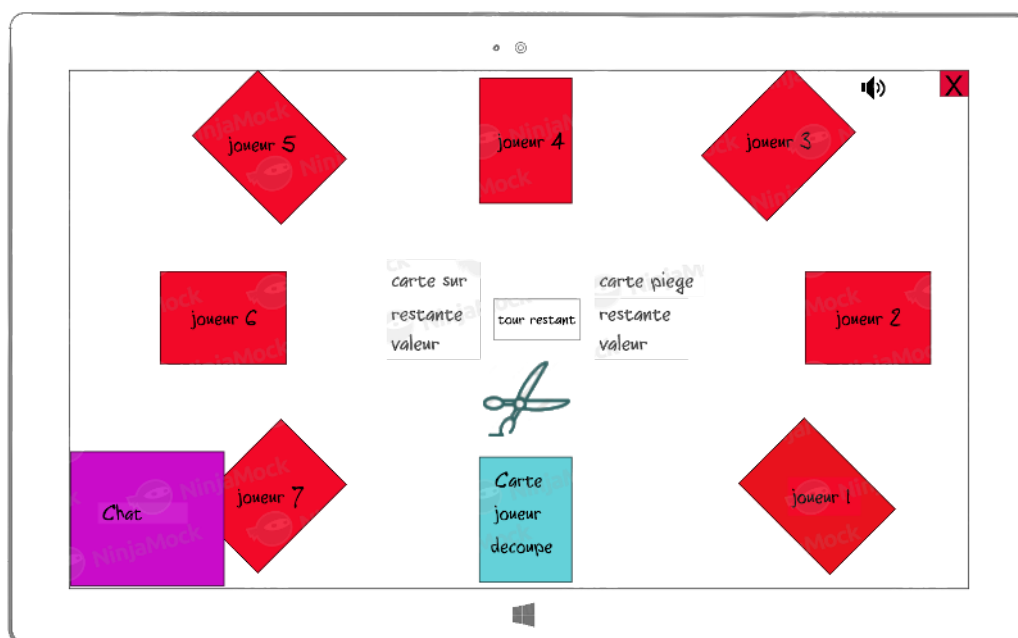 joueur 5
joueur 4
joueur 3
X
carte sur
restante
valeur
tour restant
carte piege
restante
valeur
joueur 6
joueur 2
Chat
joueur 7
Carte
joueur
decoupe
joueur 1
NinjaMock